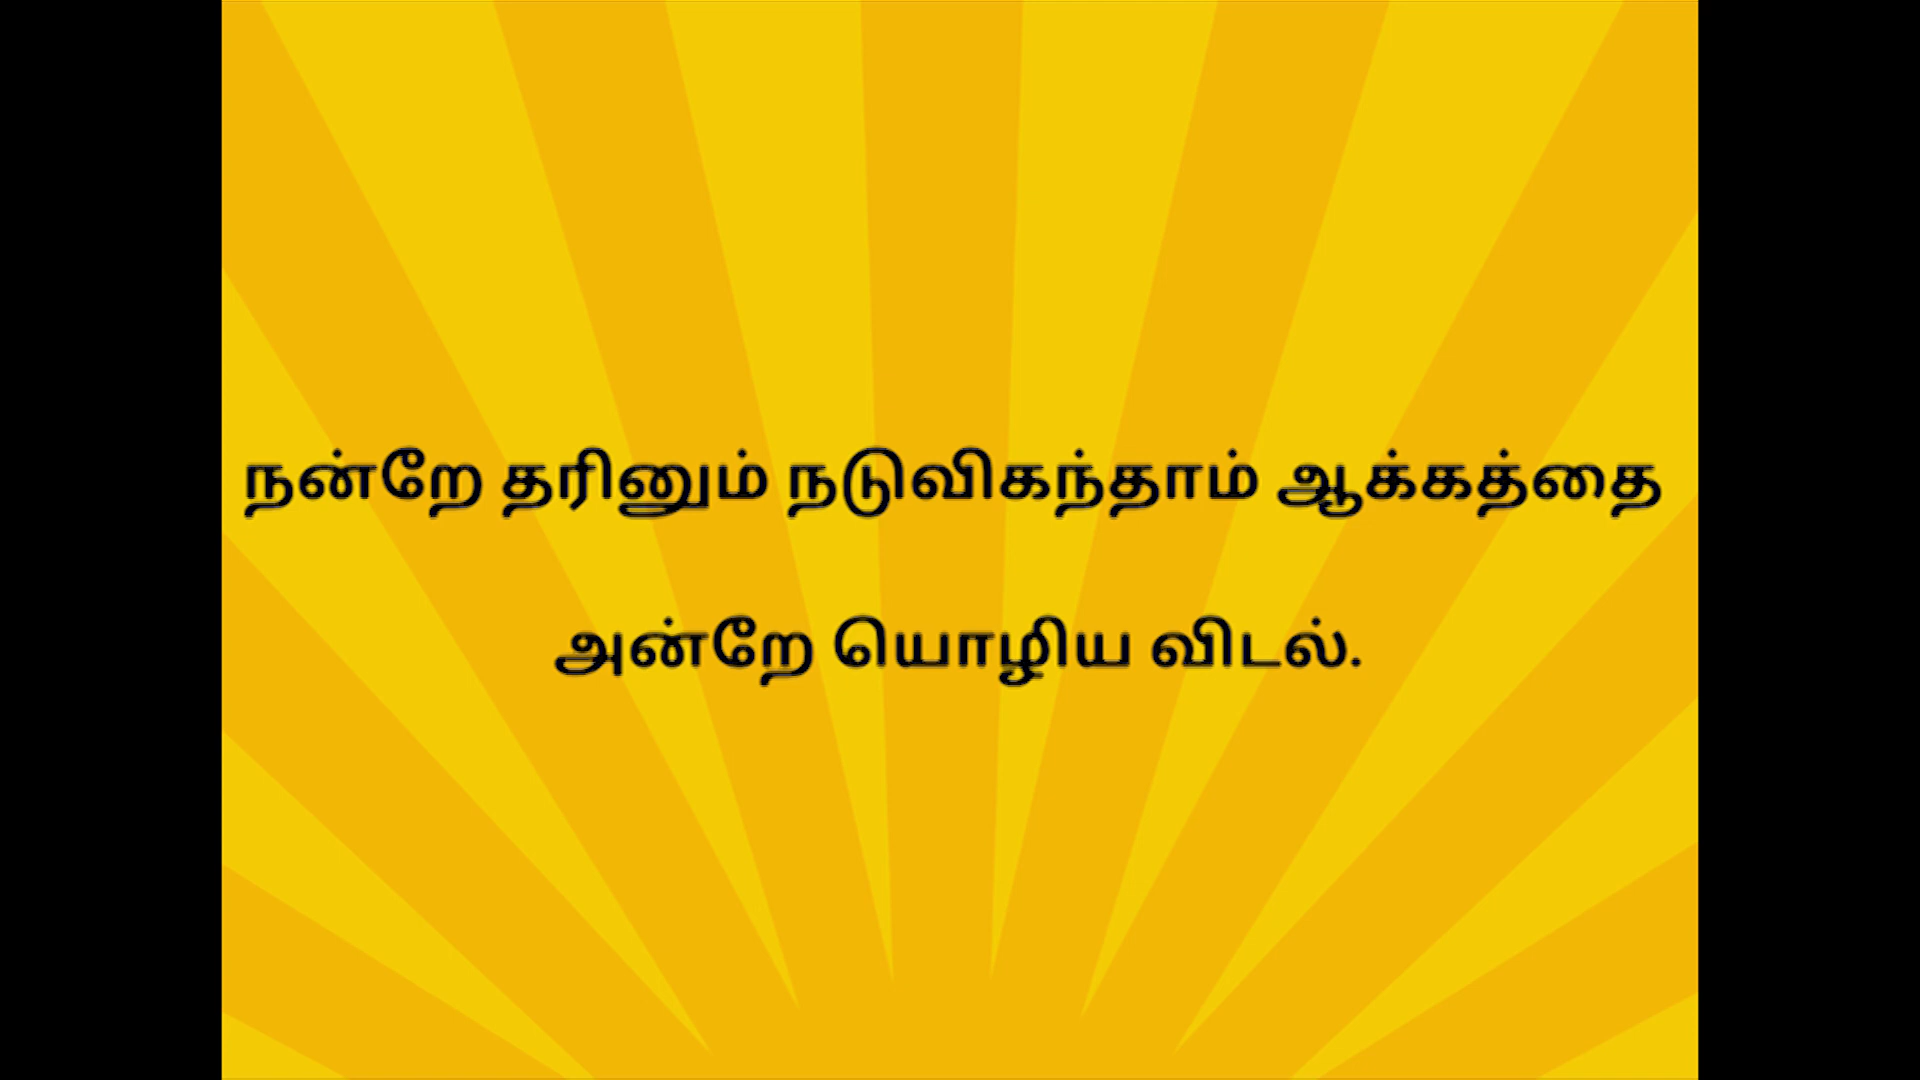 நன்றே தரினும் நடுவிகந்தாம் ஆக்கத்தை
அன்றே யொழிய விடல்.